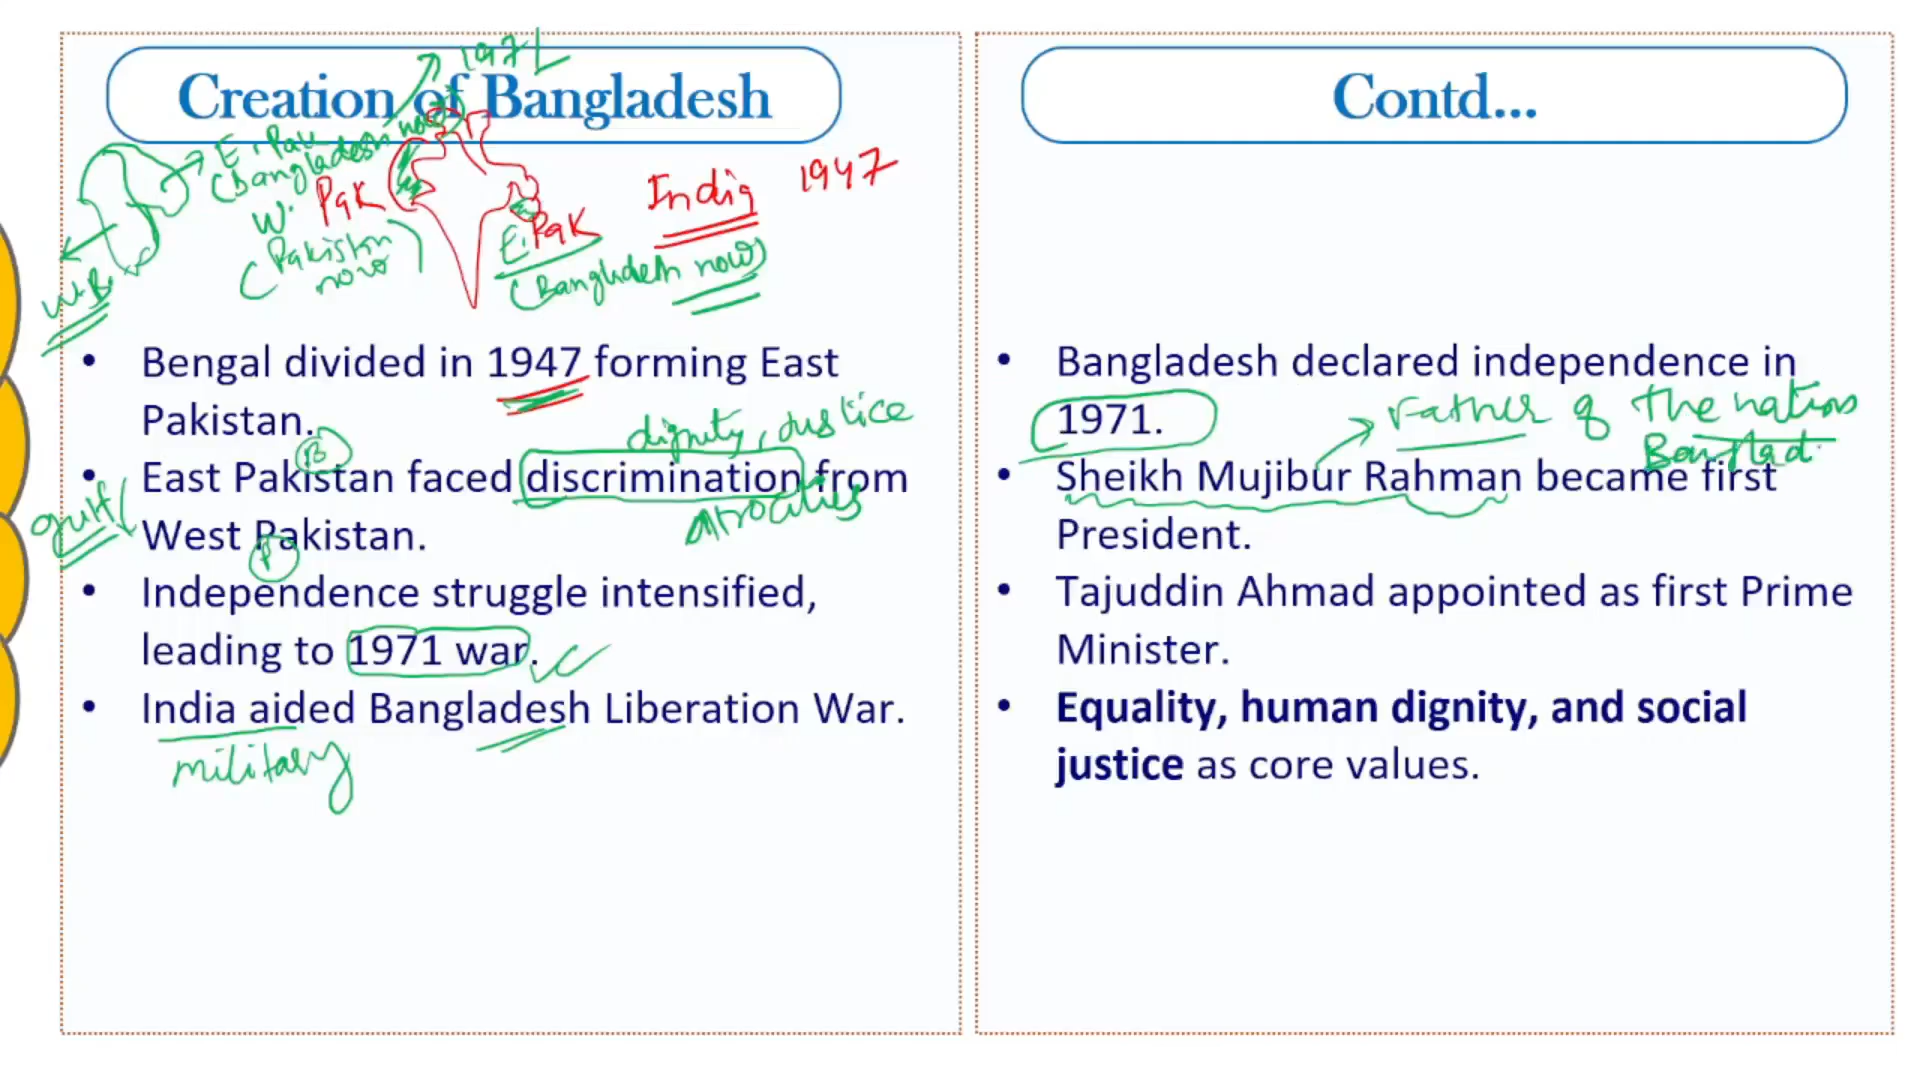 Creation of Bangladesh
1971
E. Pak
(Bangladesh now)
W. Pak
(Pakistan
now
India 1947
E. Pak
(Bangladesh now)
W.B
• Bengal divided in 1947 forming East
Pakistan.
dignity, Justice
B
• East Pakistan faced discrimination from
gulf
Atrocities
West Pakistan.
P
• Independence struggle intensified,
leading to 1971 war.
• India aided Bangladesh Liberation War.
military
Contd...
• Bangladesh declared independence in
1971.
Father of the nation
Banglad.
• Sheikh Mujibur Rahman became first
President.
• Tajuddin Ahmad appointed as first Prime
Minister.
• Equality, human dignity, and social
justice as core values.